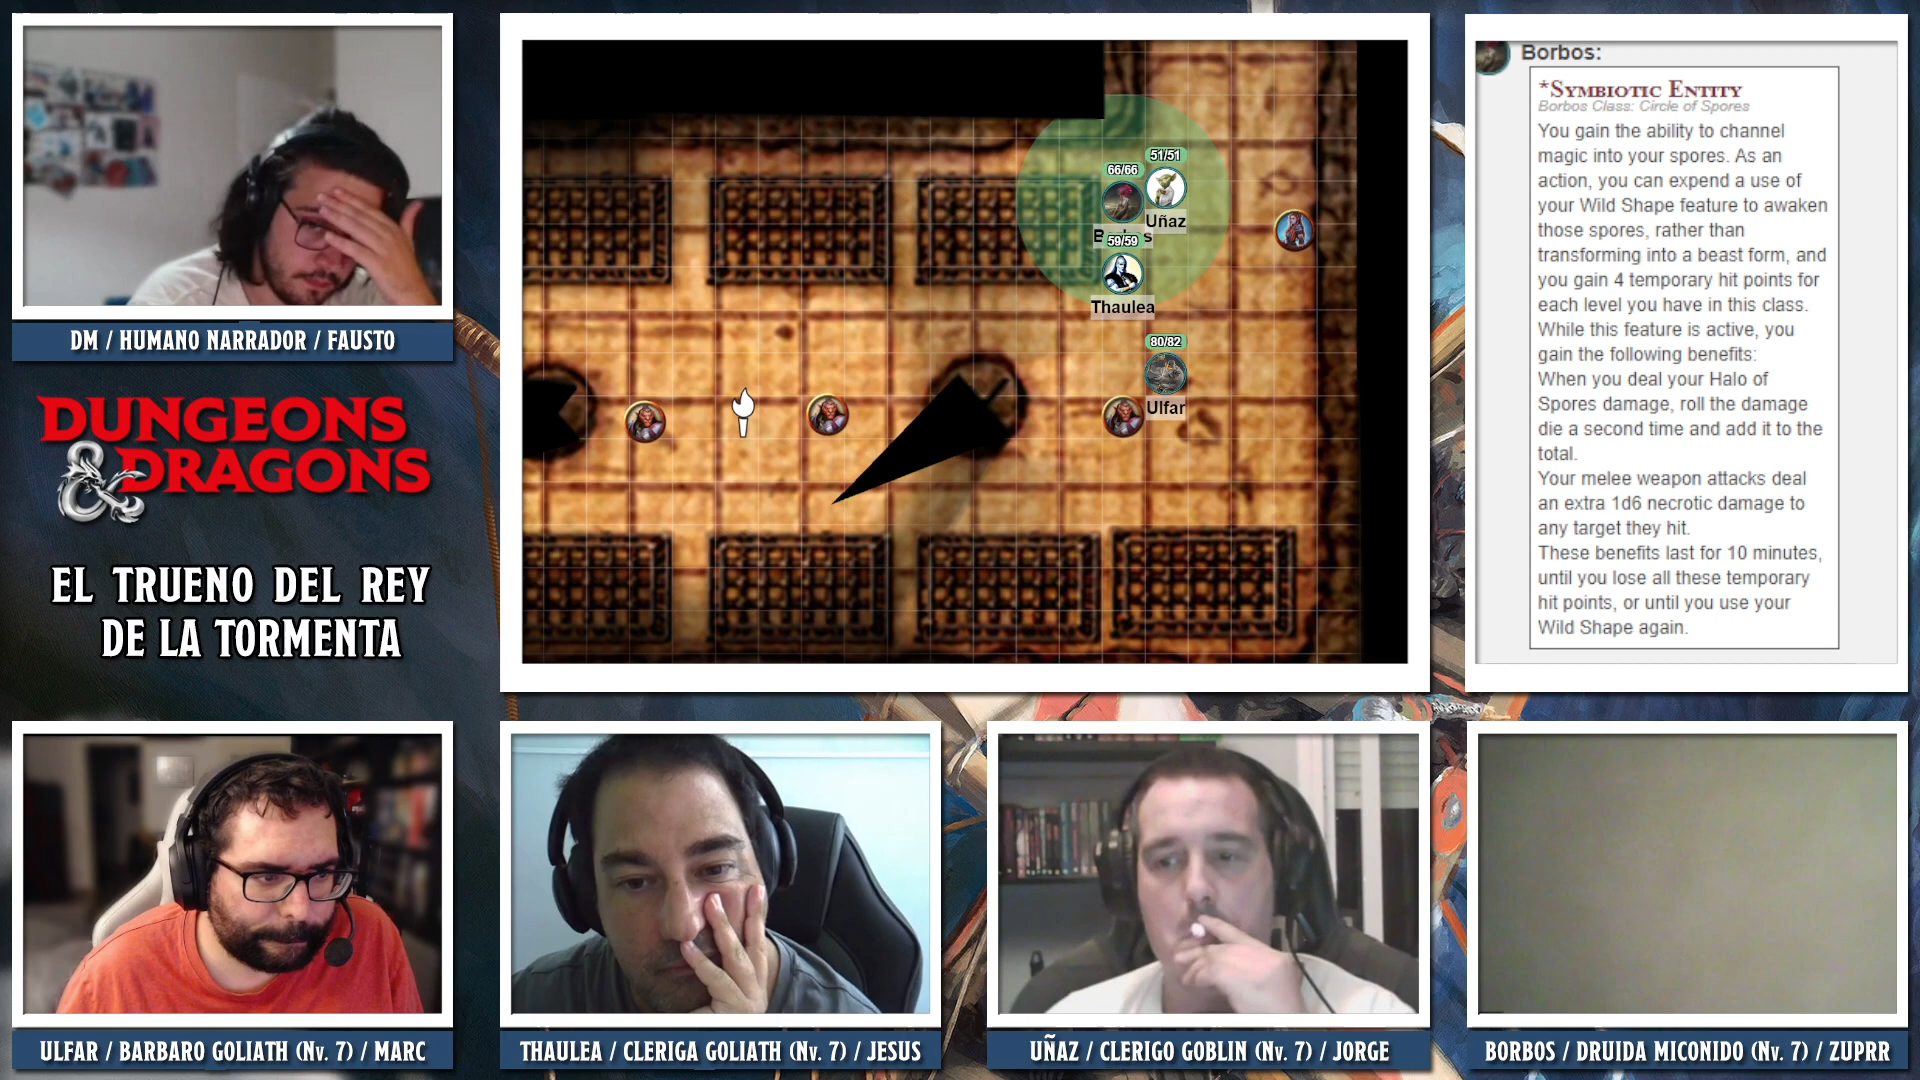 DM / HUMANO NARRADOR / FAUSTO
DUNGEONS
& DRAGONS
EL TRUENO DEL REY
DE LA TORMENTA
51/51
66/66
Uñaz
59/59
Thaulea
80/82
Ulfar
Borbos:
*Symbiotic Entity
Borbos Class: Circle of Spores
You gain the ability to channel
magic into your spores. As an
action, you can expend a use of
your Wild Shape feature to awaken
those spores, rather than
transforming into a beast form, and
you gain 4 temporary hit points for
each level you have in this class.
While this feature is active, you
gain the following benefits:
When you deal your Halo of
Spores damage, roll the damage
die a second time and add it to the
total.
Your melee weapon attacks deal
an extra 1d6 necrotic damage to
any target they hit.
These benefits last for 10 minutes,
until you lose all these temporary
hit points, or until you use your
Wild Shape again.
ULFAR / BARBARO GOLIATH (Nv. 7) / MARC
THAULEA / CLERIGA GOLIATH (Nv. 7) / JESUS
UÑAZ / CLERIGO GOBLIN (Nv. 7) / JORGE
BORBOS / DRUIDA MICONIDO (Nv. 7) / ZUPRR